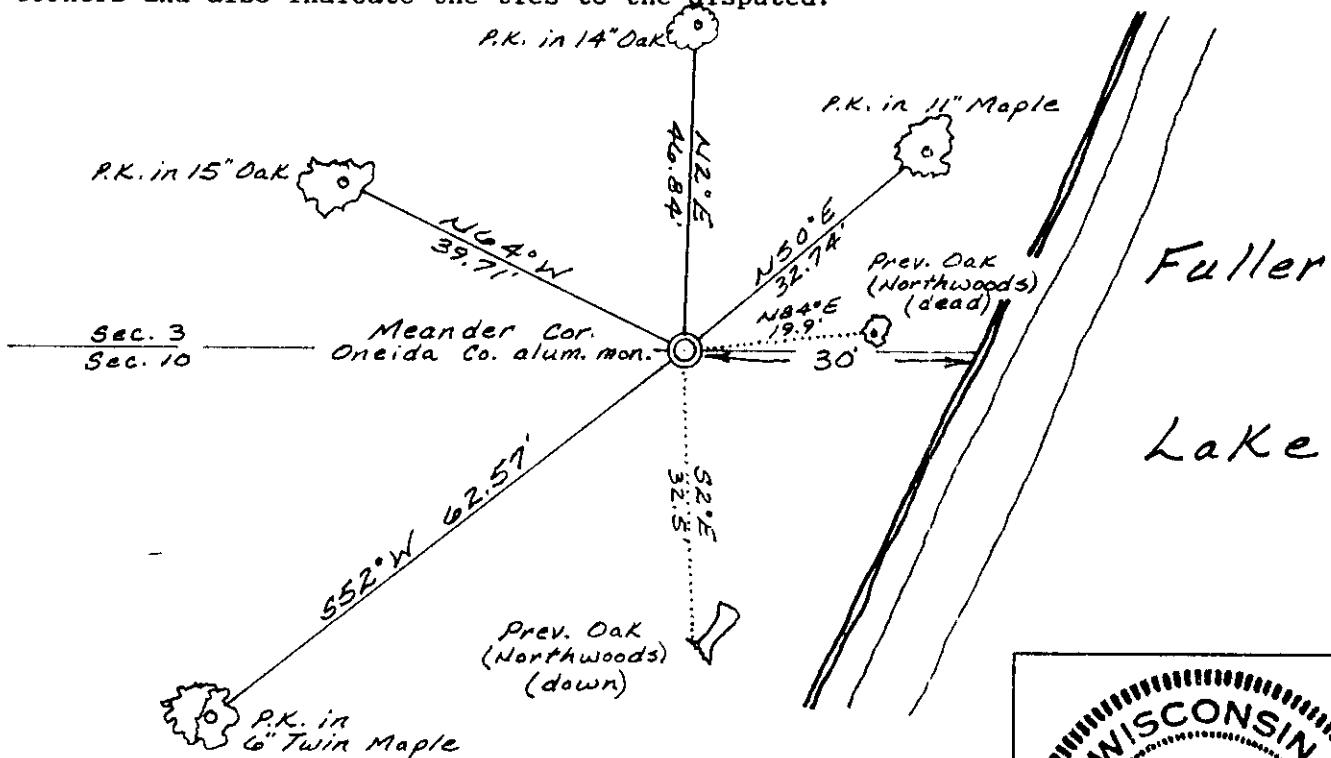 corners and also indicate the ties to the disputed.
P.K. in 14" Oak
P.K. in 11" Maple
P.K. in 15" Oak
N2°E
46.84'
N64°W
39.71'
N50°E
32.74'
Prev. Oak
(Northwoods)
(dead)
N84°E
19.9'
Fuller
Sec. 3
Sec. 10
Meander Cor.
Oneida Co. alum. mon.
30'
Lake
S2°E
32.5'
S52°W 62.57'
Prev. Oak
(Northwoods)
(down)
P.K. in
6" Twin Maple
WISCONSIN